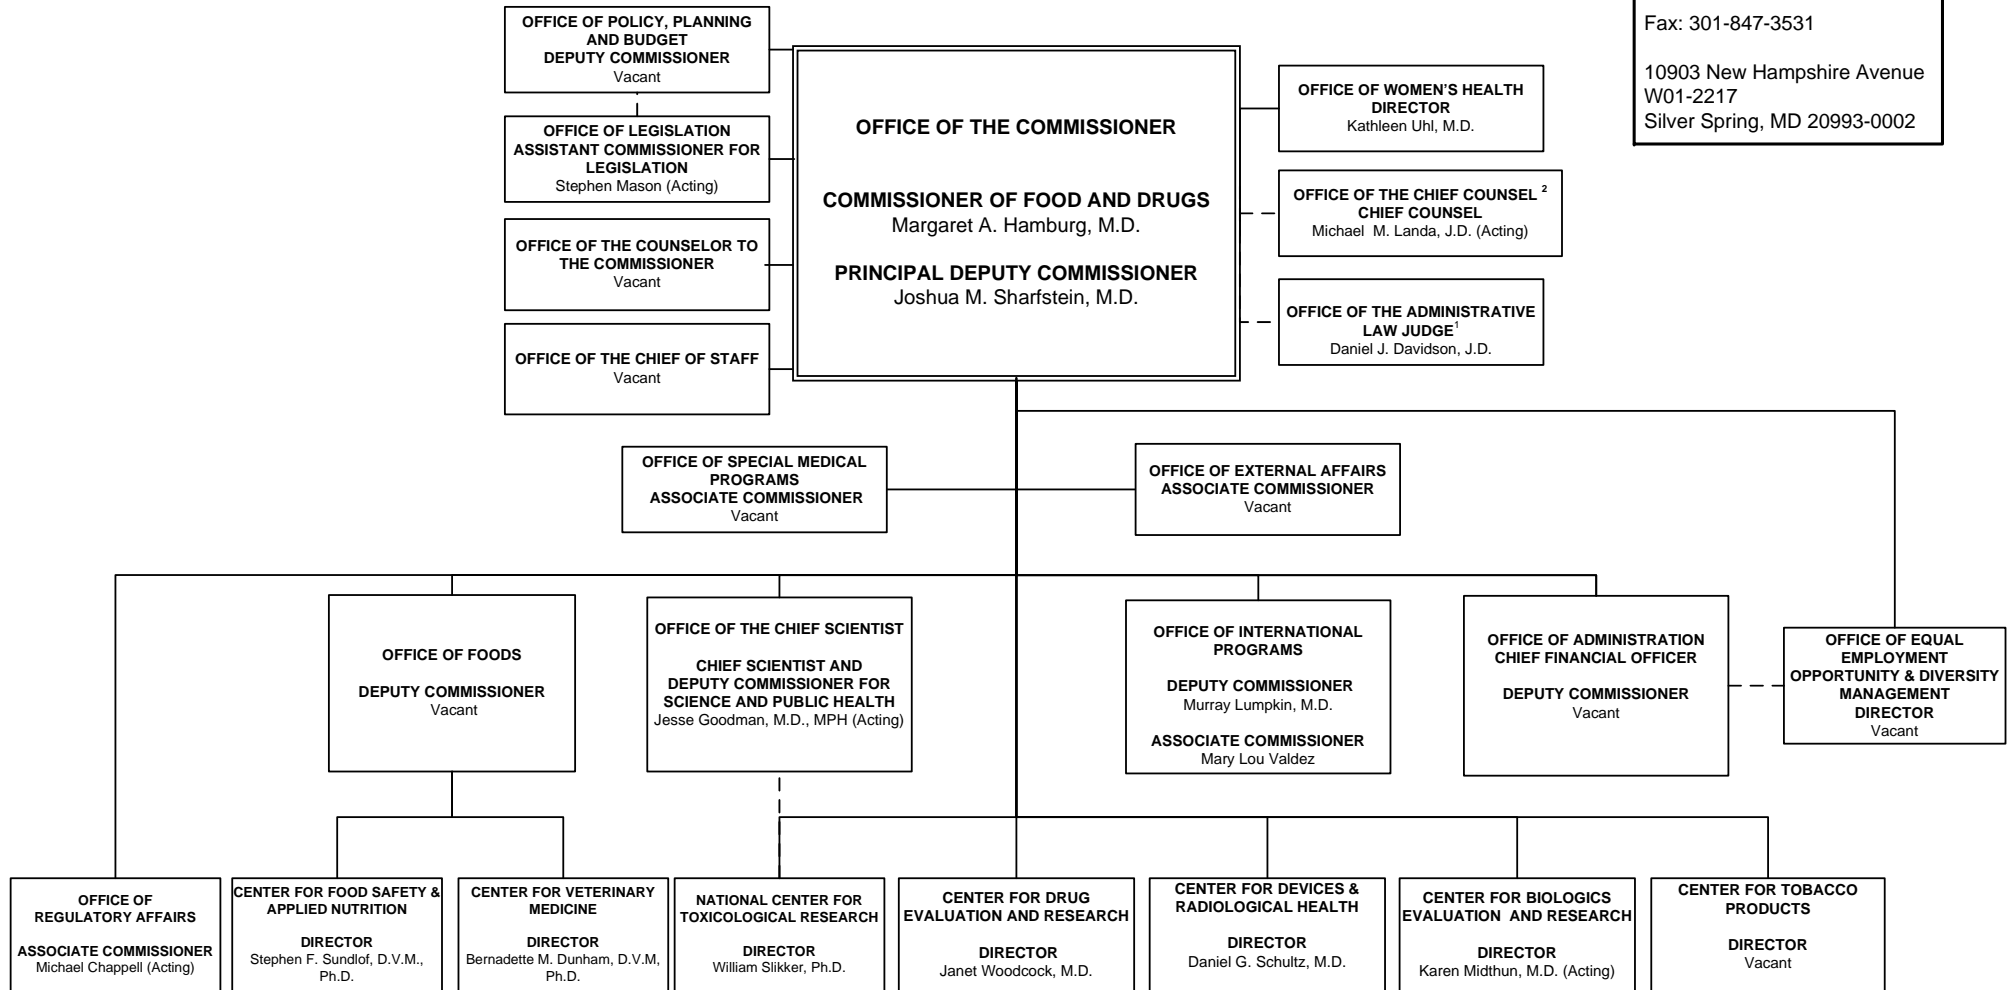 OFFICE OF POLICY, PLANNING
AND BUDGET
DEPUTY COMMISSIONER
Vacant
OFFICE OF LEGISLATION
ASSISTANT COMMISSIONER FOR
LEGISLATION
Stephen Mason (Acting)
OFFICE OF THE COUNSELOR TO
THE COMMISSIONER
Vacant
OFFICE OF THE CHIEF OF STAFF
Vacant
OFFICE OF THE COMMISSIONER
COMMISSIONER OF FOOD AND DRUGS
Margaret A. Hamburg, M.D.
PRINCIPAL DEPUTY COMMISSIONER
Joshua M. Sharfstein, M.D.
OFFICE OF WOMEN'S HEALTH
DIRECTOR
Kathleen Uhl, M.D.
OFFICE OF THE CHIEF COUNSEL 2
CHIEF COUNSEL
Michael M. Landa, J.D. (Acting)
OFFICE OF THE ADMINISTRATIVE
LAW JUDGE1
Daniel J. Davidson, J.D.
Fax: 301-847-3531
10903 New Hampshire Avenue
W01-2217
Silver Spring, MD 20993-0002
OFFICE OF SPECIAL MEDICAL
PROGRAMS
ASSOCIATE COMMISSIONER
Vacant
OFFICE OF EXTERNAL AFFAIRS
ASSOCIATE COMMISSIONER
Vacant
OFFICE OF FOODS
DEPUTY COMMISSIONER
Vacant
OFFICE OF THE CHIEF SCIENTIST
CHIEF SCIENTIST AND
DEPUTY COMMISSIONER FOR
SCIENCE AND PUBLIC HEALTH
Jesse Goodman, M.D., MPH (Acting)
OFFICE OF INTERNATIONAL
PROGRAMS
DEPUTY COMMISSIONER
Murray Lumpkin, M.D.
ASSOCIATE COMMISSIONER
Mary Lou Valdez
OFFICE OF ADMINISTRATION
CHIEF FINANCIAL OFFICER
DEPUTY COMMISSIONER
Vacant
OFFICE OF EQUAL
EMPLOYMENT
OPPORTUNITY & DIVERSITY
MANAGEMENT
DIRECTOR
Vacant
OFFICE OF
REGULATORY AFFAIRS
ASSOCIATE COMMISSIONER
Michael Chappell (Acting)
CENTER FOR FOOD SAFETY &
APPLIED NUTRITION
DIRECTOR
Stephen F. Sundlof, D.V.M.,
Ph.D.
CENTER FOR VETERINARY
MEDICINE
DIRECTOR
Bernadette M. Dunham, D.V.M,
Ph.D.
NATIONAL CENTER FOR
TOXICOLOGICAL RESEARCH
DIRECTOR
William Slikker, Ph.D.
CENTER FOR DRUG
EVALUATION AND RESEARCH
DIRECTOR
Janet Woodcock, M.D.
CENTER FOR DEVICES &
RADIOLOGICAL HEALTH
DIRECTOR
Daniel G. Schultz, M.D.
CENTER FOR BIOLOGICS
EVALUATION AND RESEARCH
DIRECTOR
Karen Midthun, M.D. (Acting)
CENTER FOR TOBACCO
PRODUCTS
DIRECTOR
Vacant